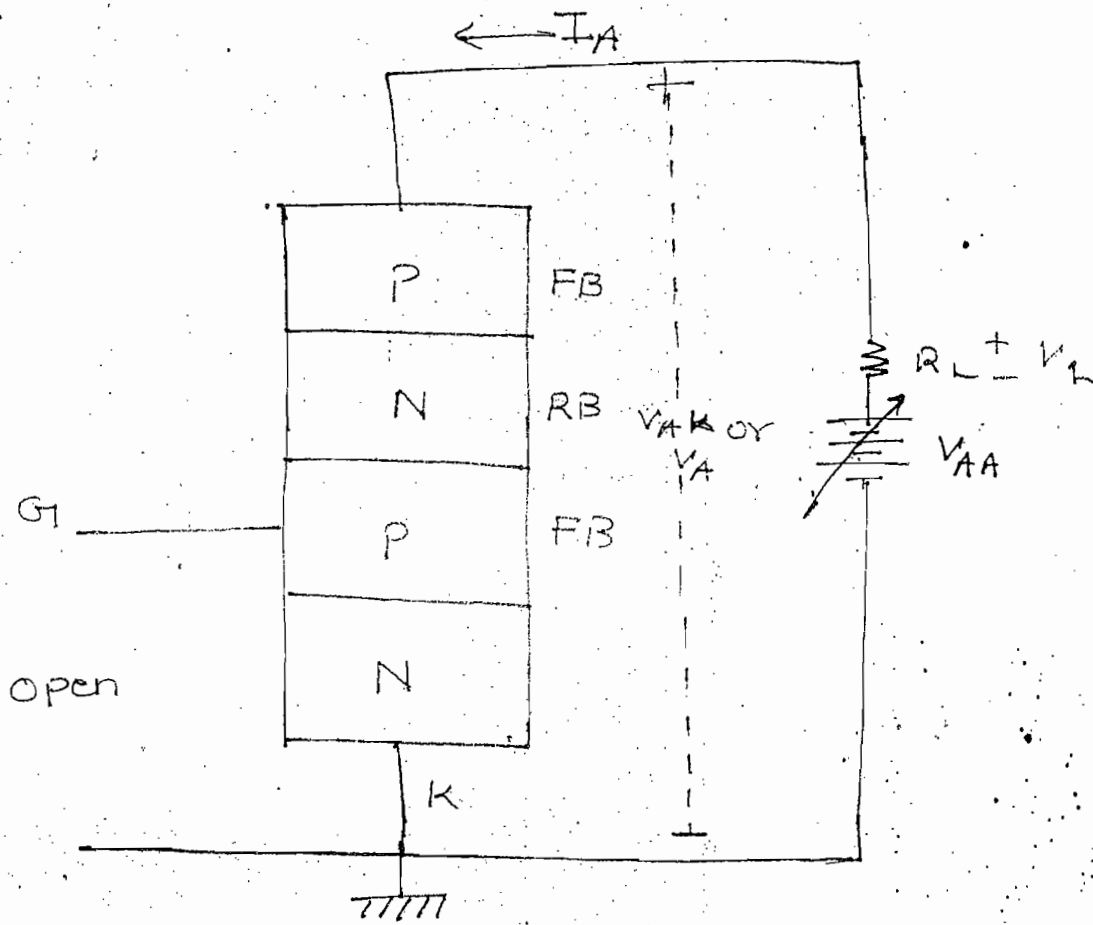 ← I_A
+
P FB
N RB
V_AK or
V_A
R_L + - V_L
V_AA
G
P FB
N
open
K